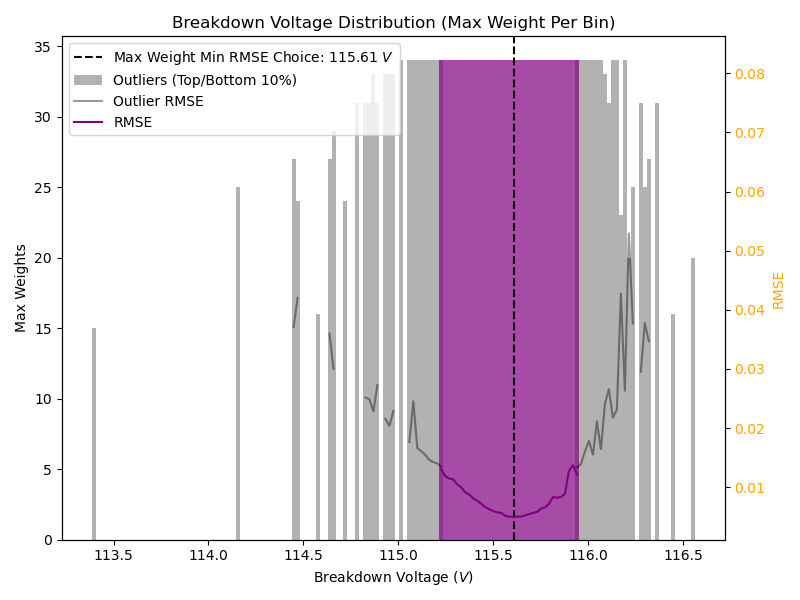 Breakdown Voltage Distribution (Max Weight Per Bin)
Max Weight Min RMSE Choice: 115.61 V
Outliers (Top/Bottom 10%)
Outlier RMSE
RMSE
35
30
25
20
15
10
5
0
Max Weights
0.08
0.07
0.06
0.05
0.04
0.03
0.02
0.01
RMSE
113.5 114.0 114.5 115.0 115.5 116.0 116.5
Breakdown Voltage (V)